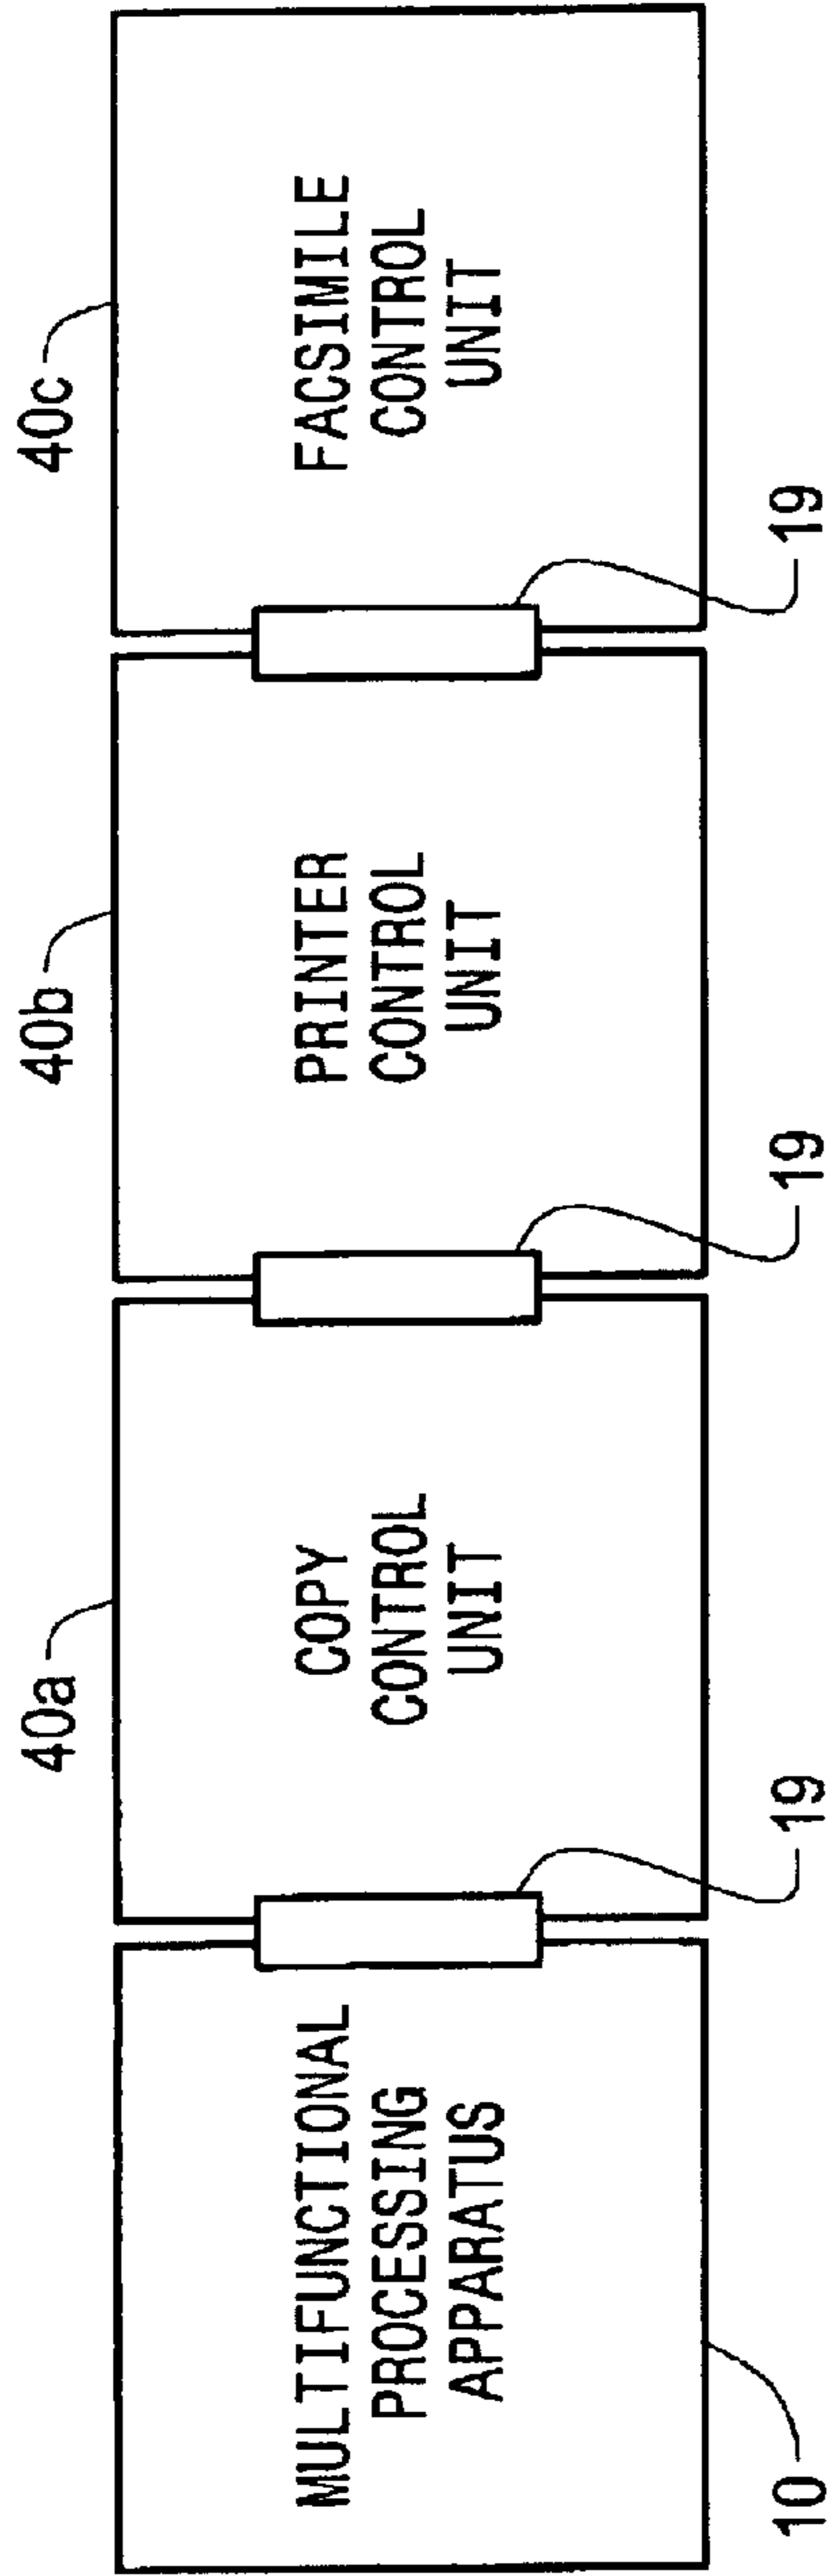 40a
40b
40c
MULTIFUNCTIONAL
PROCESSING
APPARATUS
COPY
CONTROL
UNIT
PRINTER
CONTROL
UNIT
FACSIMILE
CONTROL
UNIT
10
19
19
19